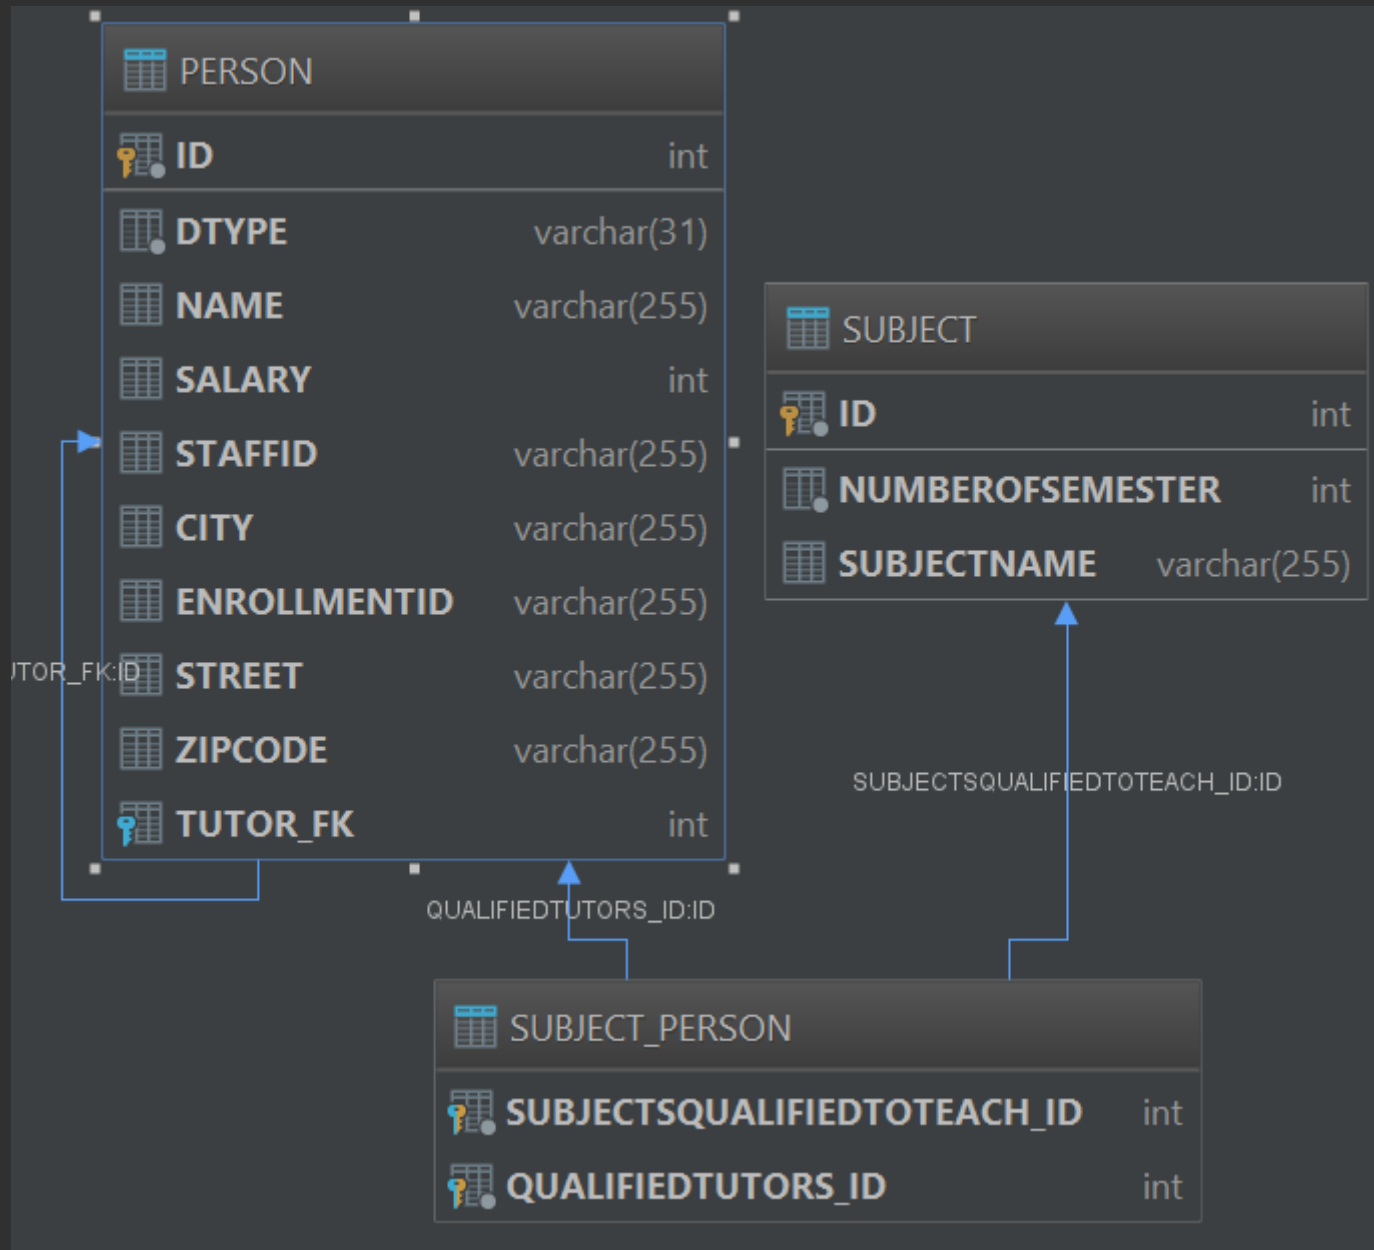 PERSON
ID int
DTYPE varchar(31)
NAME varchar(255)
SALARY int
STAFFID varchar(255)
CITY varchar(255)
ENROLLMENTID varchar(255)
UTOR_FK:ID
STREET varchar(255)
ZIPCODE varchar(255)
TUTOR_FK int
SUBJECT
ID int
NUMBEROFSEMESTER int
SUBJECTNAME varchar(255)
SUBJECTSQUALIFIEDTOTEACH_ID:ID
QUALIFIEDTUTORS_ID:ID
SUBJECT_PERSON
SUBJECTSQUALIFIEDTOTEACH_ID int
QUALIFIEDTUTORS_ID int